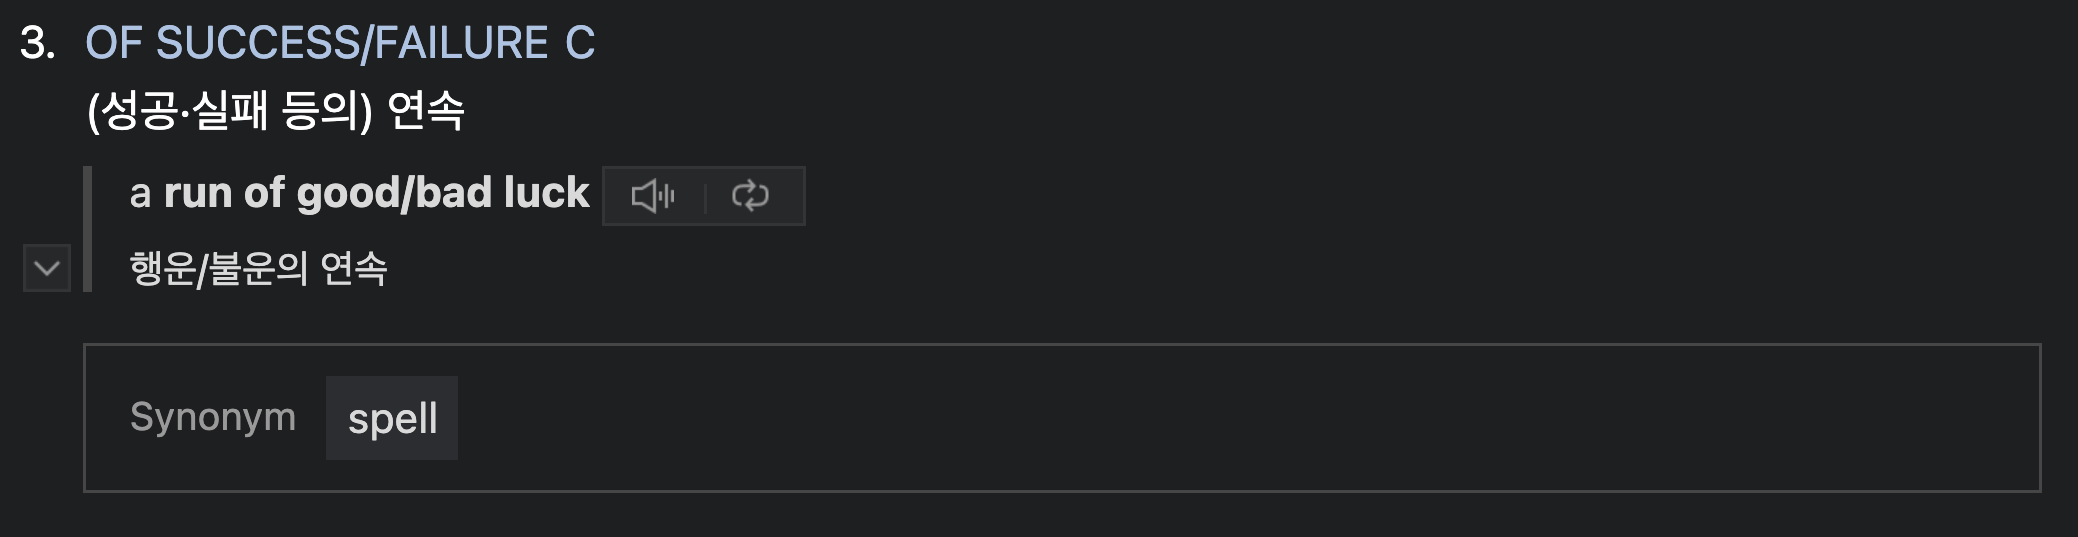 3. OF SUCCESS/FAILURE C
(성공·실패 등의) 연속
a run of good/bad luck
행운/불운의 연속
Synonym spell